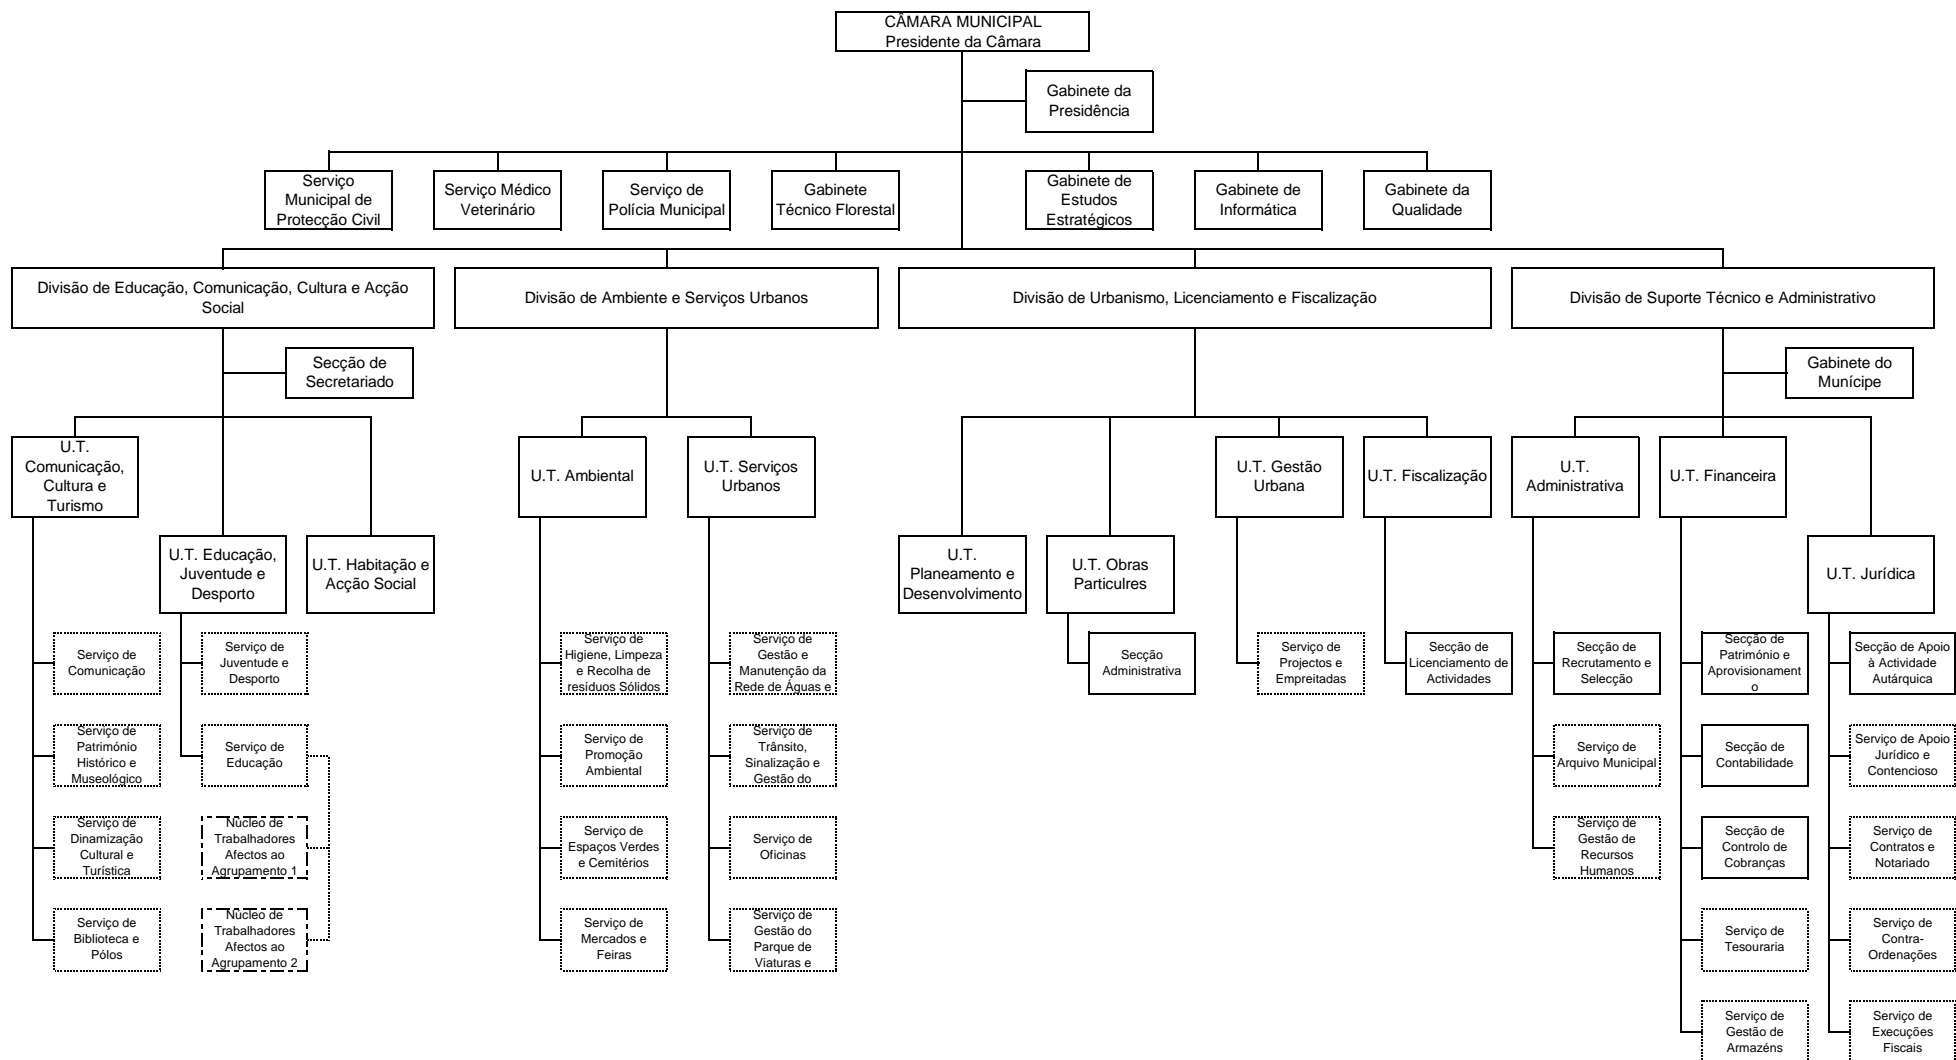 CÂMARA MUNICIPAL
Presidente da Câmara
Gabinete da
Presidência
Serviço
Municipal de
Protecção Civil
Serviço Médico
Veterinário
Serviço de
Polícia Municipal
Gabinete
Técnico Florestal
Gabinete de
Estudos
Estratégicos
Gabinete de
Informática
Gabinete da
Qualidade
Divisão de Educação, Comunicação, Cultura e Acção
Social
Divisão de Ambiente e Serviços Urbanos
Divisão de Urbanismo, Licenciamento e Fiscalização
Divisão de Suporte Técnico e Administrativo
Secção de
Secretariado
Gabinete do
Munícipe
U.T.
Comunicação,
Cultura e
Turismo
U.T. Ambiental
U.T. Serviços
Urbanos
U.T. Gestão
Urbana
U.T. Fiscalização
U.T.
Administrativa
U.T. Financeira
U.T. Educação,
Juventude e
Desporto
U.T. Habitação e
Acção Social
U.T.
Planeamento e
Desenvolvimento
U.T. Obras
Particulres
U.T. Jurídica
Serviço de
Comunicação
Serviço de
Juventude e
Desporto
Serviço de
Higiene, Limpeza
e Recolha de
resíduos Sólidos
Serviço de
Gestão e
Manutenção da
Rede de Águas e
Secção
Administrativa
Serviço de
Projectos e
Empreitadas
Secção de
Licenciamento de
Actividades
Secção de
Recrutamento e
Selecção
Secção de
Património e
Aprovisionament
o
Secção de Apoio
à Actividade
Autárquica
Serviço de
Património
Histórico e
Museológico
Serviço de
Educação
Serviço de
Promoção
Ambiental
Serviço de
Trânsito,
Sinalização e
Gestão do
Serviço de
Arquivo Municipal
Secção de
Contabilidade
Serviço de Apoio
Jurídico e
Contencioso
Serviço de
Dinamização
Cultural e
Turística
Núcleo de
Trabalhadores
Afectos ao
Agrupamento 1
Serviço de
Espaços Verdes
e Cemitérios
Serviço de
Oficinas
Serviço de
Gestão de
Recursos
Humanos
Secção de
Controlo de
Cobranças
Serviço de
Contratos e
Notariado
Serviço de
Biblioteca e
Pólos
Núcleo de
Trabalhadores
Afectos ao
Agrupamento 2
Serviço de
Mercados e
Feiras
Serviço de
Gestão do
Parque de
Viaturas e
Serviço de
Tesouraria
Serviço de
Contra-
Ordenações
Serviço de
Gestão de
Armazéns
Serviço de
Execuções
Fiscais